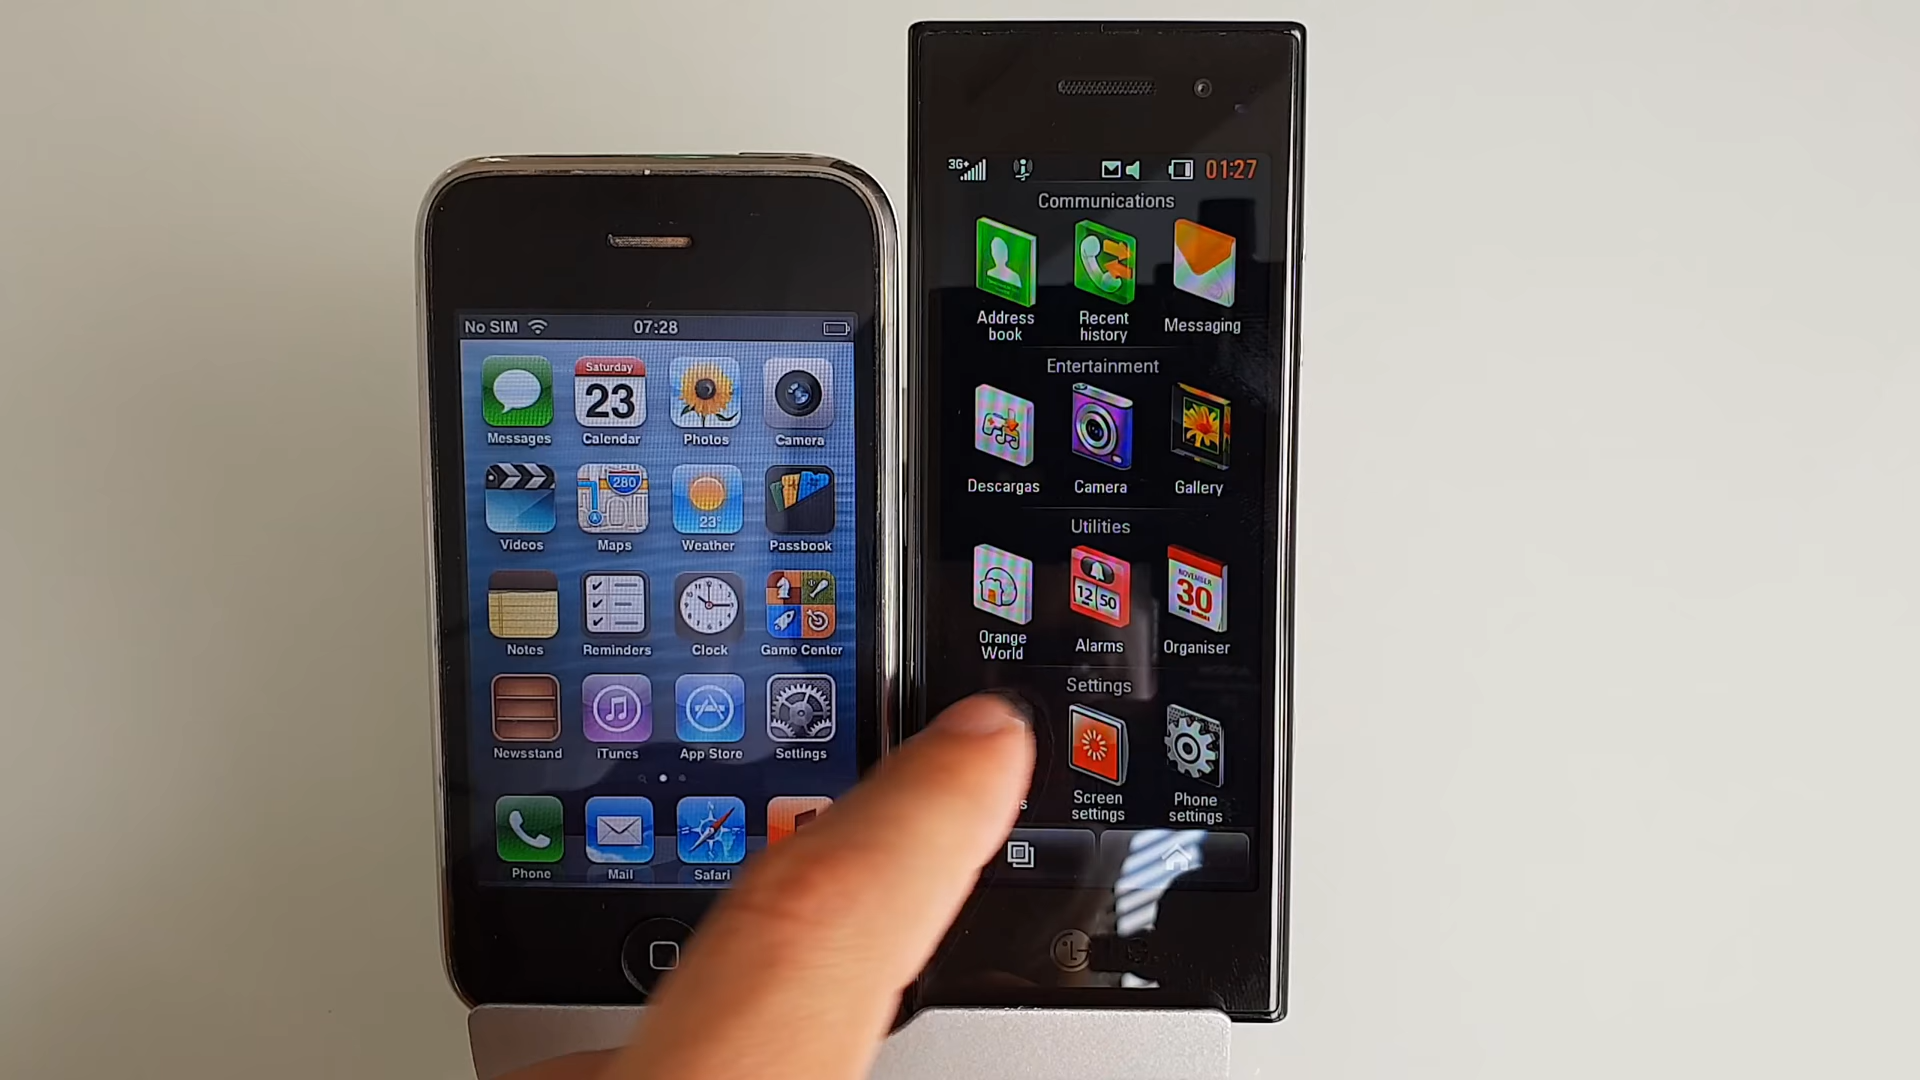 No SIM 07:28
Saturday
23
280
23°
Messages Calendar Photos Camera
Videos Maps Weather Passbook
Notes Reminders Clock Game Center
Newsstand iTunes App Store Settings
Phone Mail Safari
3G+ 01:27
Communications
Address book
Recent history
Messaging
Entertainment
Descargas Camera Gallery
Utilities
12 50
NOVEMBER
30
Orange World
Alarms
Organiser
Settings
Screen settings
Phone settings